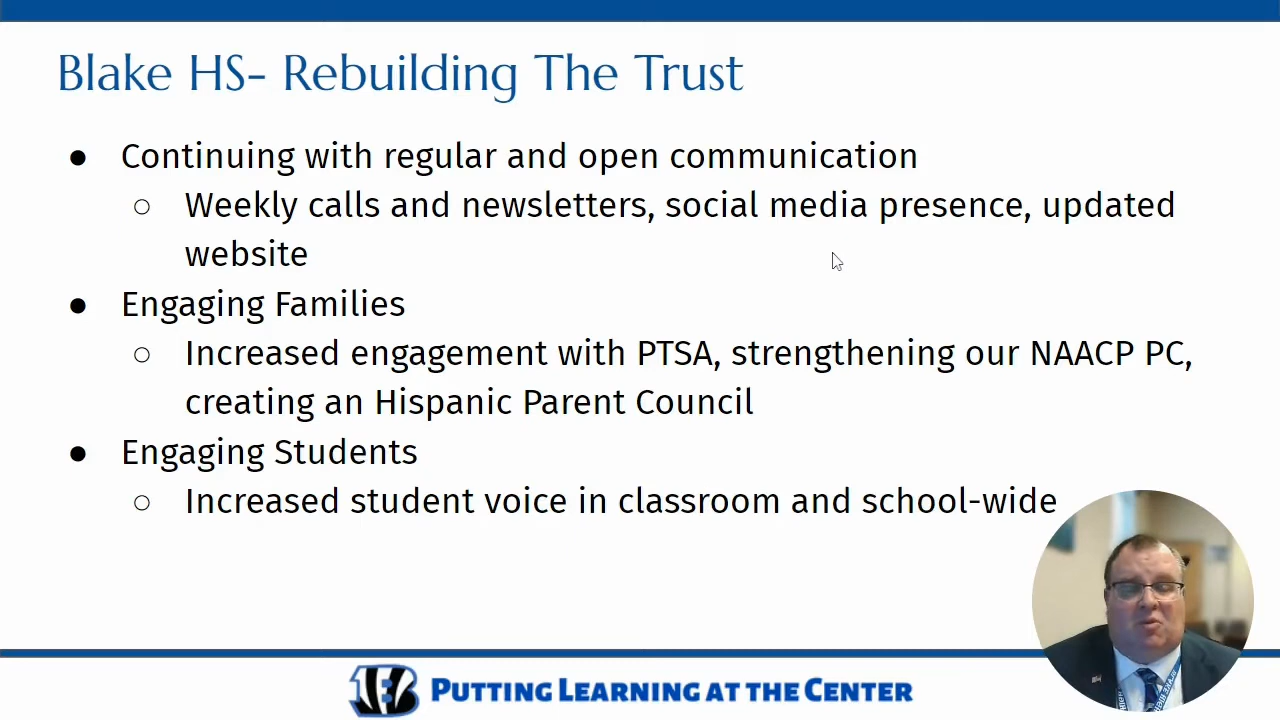 Blake HS- Rebuilding The Trust
● Continuing with regular and open communication
○ Weekly calls and newsletters, social media presence, updated
website
● Engaging Families
○ Increased engagement with PTSA, strengthening our NAACP PC,
creating an Hispanic Parent Council
● Engaging Students
○ Increased student voice in classroom and school-wide
PUTTING LEARNING AT THE CENTER